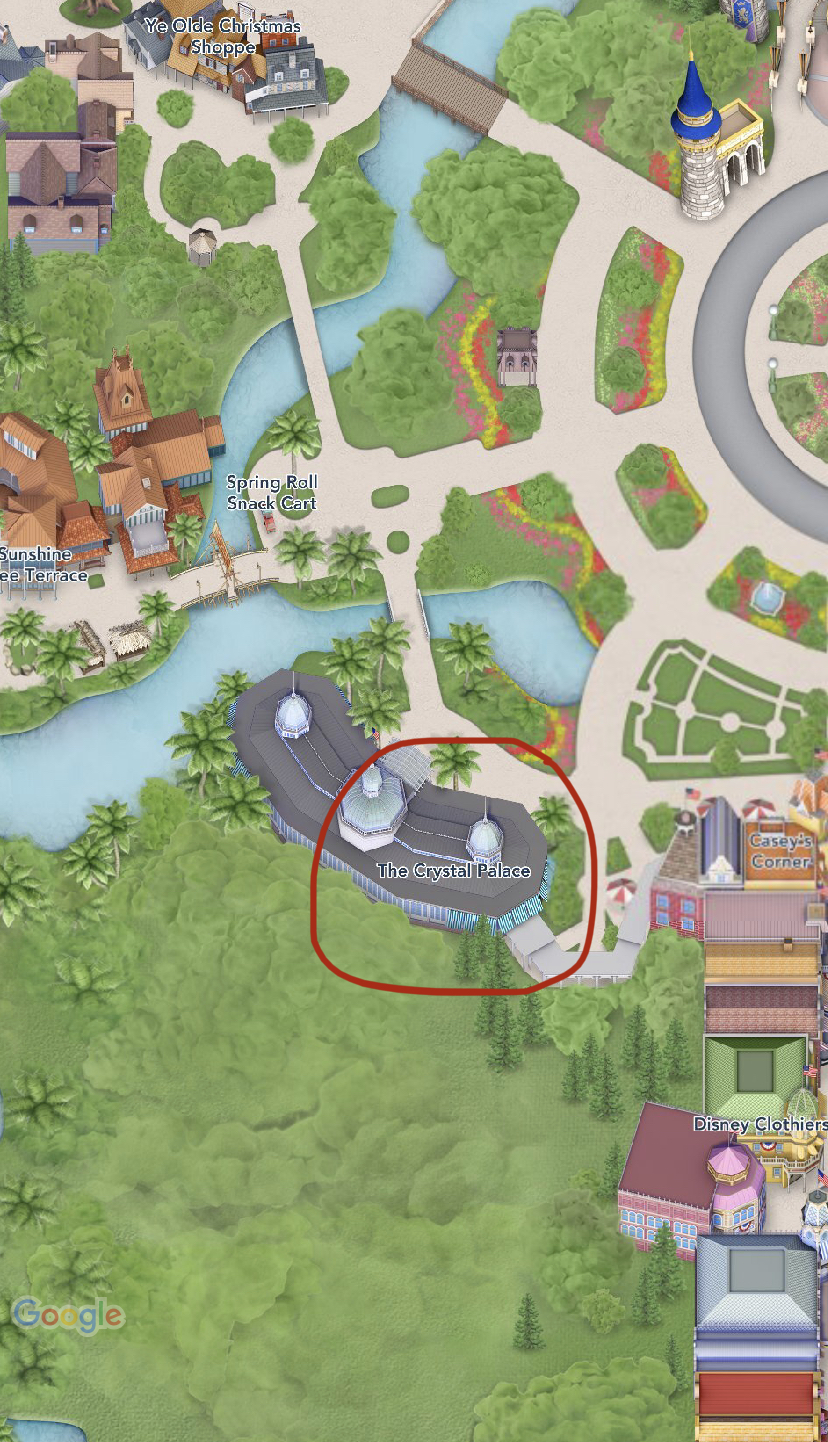 Ye Olde Christmas
Shoppe
Spring Roll
Snack Cart
Sunshine
ee Terrace
The Crystal Palace
Casey's
Corner
Disney Clothiers
Google